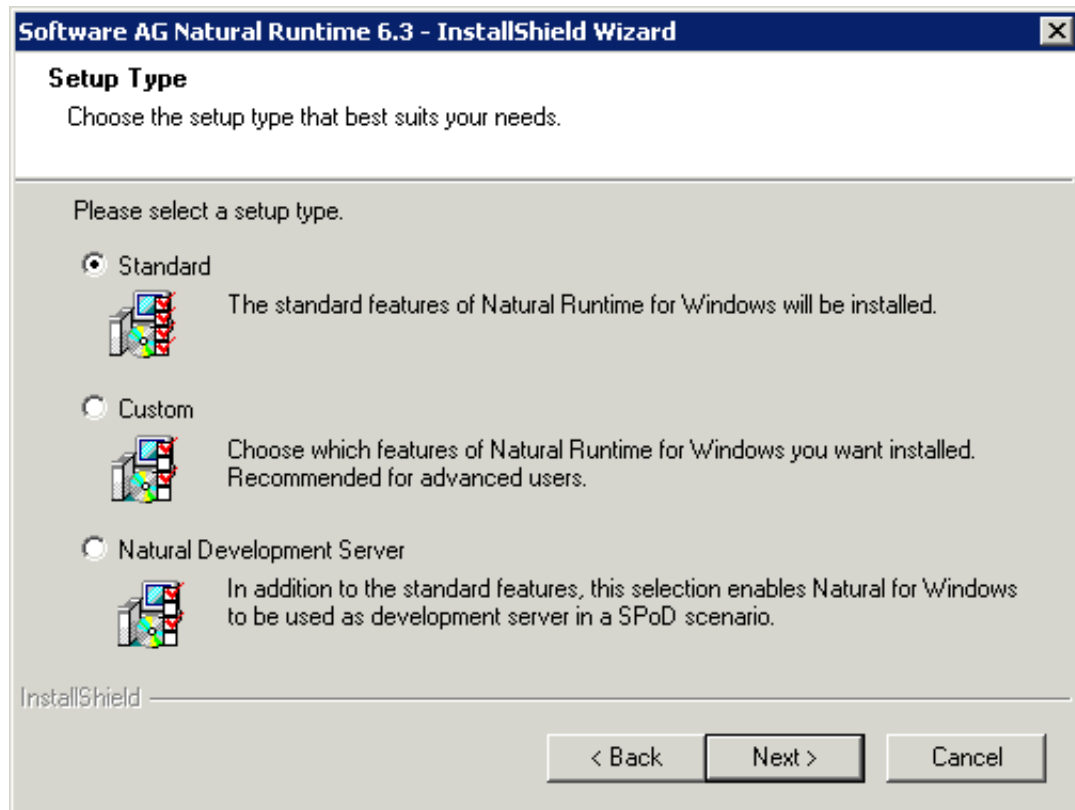 Software AG Natural Runtime 6.3 - InstallShield Wizard
Setup Type
Choose the setup type that best suits your needs.
Please select a setup type.
Standard
The standard features of Natural Runtime for Windows will be installed.
Custom
Choose which features of Natural Runtime for Windows you want installed.
Recommended for advanced users.
Natural Development Server
In addition to the standard features, this selection enables Natural for Windows
to be used as development server in a SPoD scenario.
InstallShield
< Back Next > Cancel